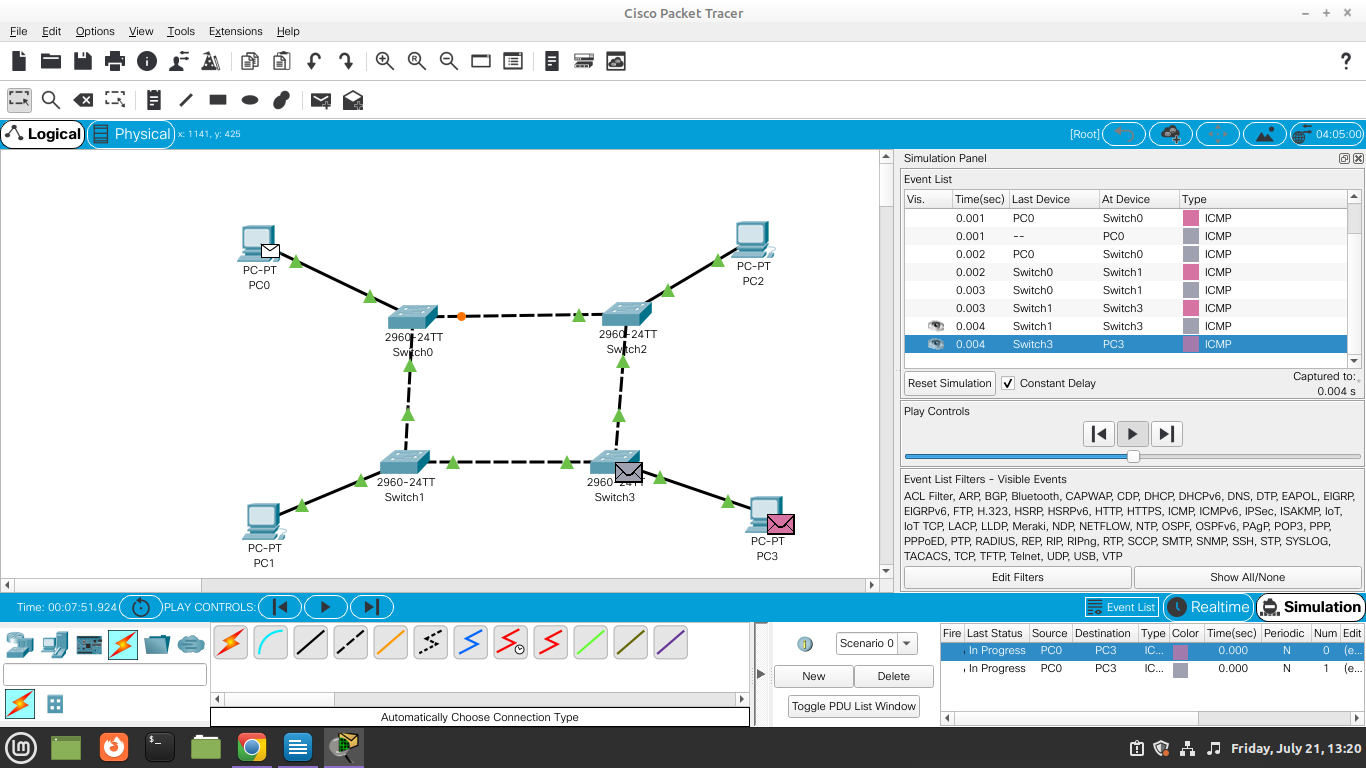 Cisco Packet Tracer
File Edit Options View Tools Extensions Help
Logical Physical x: 1141, y: 425 [Root] 04:05:00
PC-PT
PC0
PC-PT
PC2
2960-24TT
Switch0
2960-24TT
Switch2
2960-24TT
Switch1
2960-24TT
Switch3
PC-PT
PC1
PC-PT
PC3
Simulation Panel
Event List
Vis. Time(sec) Last Device At Device Type
0.001 PC0 Switch0 ICMP
0.001 -- PC0 ICMP
0.002 PC0 Switch0 ICMP
0.002 Switch0 Switch1 ICMP
0.003 Switch0 Switch1 ICMP
0.003 Switch1 Switch3 ICMP
0.004 Switch1 Switch3 ICMP
0.004 Switch3 PC3 ICMP
Reset Simulation Constant Delay Captured to:
0.004 s
Play Controls
Event List Filters - Visible Events
ACL Filter, ARP, BGP, Bluetooth, CAPWAP, CDP, DHCP, DHCPv6, DNS, DTP, EAPOL, EIGRP,
EIGRPv6, FTP, H.323, HSRP, HSRPv6, HTTP, HTTPS, ICMP, ICMPv6, IPSec, ISAKMP, IoT,
IoT TCP, LACP, LLDP, Meraki, NDP, NETFLOW, NTP, OSPF, OSPFv6, PAgP, POP3, PPP,
PPPoED, PTP, RADIUS, REP, RIP, RIPng, RTP, SCCP, SMTP, SNMP, SSH, STP, SYSLOG,
TACACS, TCP, TFTP, Telnet, UDP, USB, VTP
Edit Filters Show All/None
Time: 00:07:51.924 PLAY CONTROLS: Event List Realtime Simulation
Automatically Choose Connection Type
1 Scenario 0
New Delete
Toggle PDU List Window
Fire Last Status Source Destination Type Color Time(sec) Periodic Num Edit
In Progress PC0 PC3 IC... 0.000 N 0 (e...
In Progress PC0 PC3 IC... 0.000 N 1 (e...
Friday, July 21, 13:20